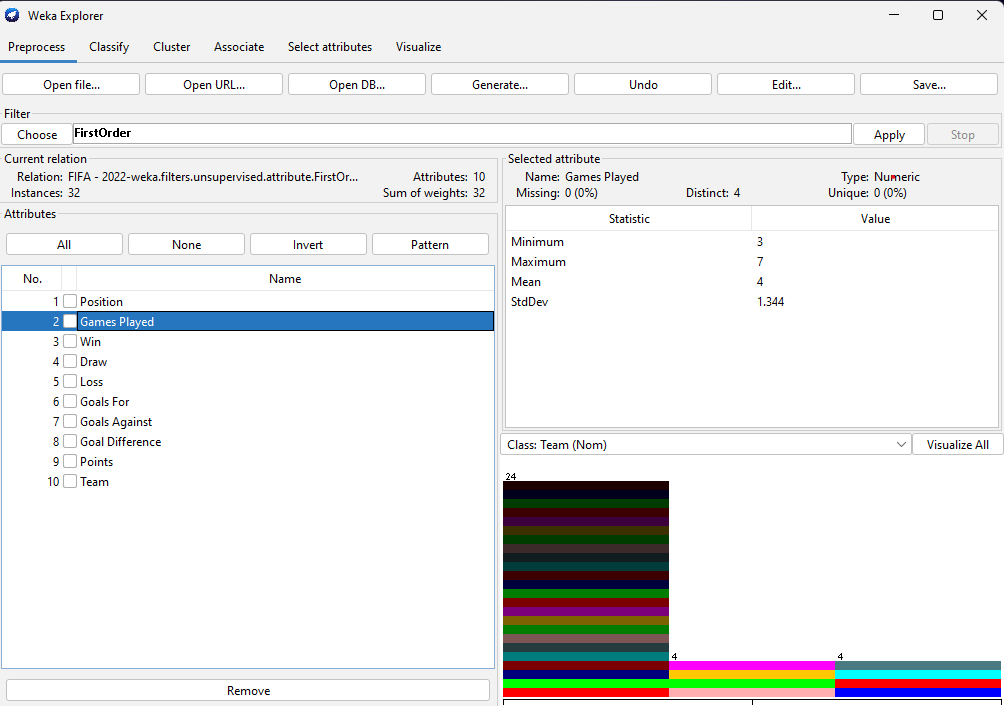 Weka Explorer
Preprocess Classify Cluster Associate Select attributes Visualize
Open file... Open URL... Open DB... Generate... Undo Edit... Save...
Filter
Choose FirstOrder Apply Stop
Current relation
Relation: FIFA - 2022-weka.filters.unsupervised.attribute.FirstOr... Attributes: 10
Instances: 32 Sum of weights: 32
Attributes
All None Invert Pattern
No. Name
1 Position
2 Games Played
3 Win
4 Draw
5 Loss
6 Goals For
7 Goals Against
8 Goal Difference
9 Points
10 Team
Remove
Selected attribute
Name: Games Played Type: Numeric
Missing: 0 (0%) Distinct: 4 Unique: 0 (0%)
Statistic Value
Minimum 3
Maximum 7
Mean 4
StdDev 1.344
Class: Team (Nom) Visualize All
24
4 4